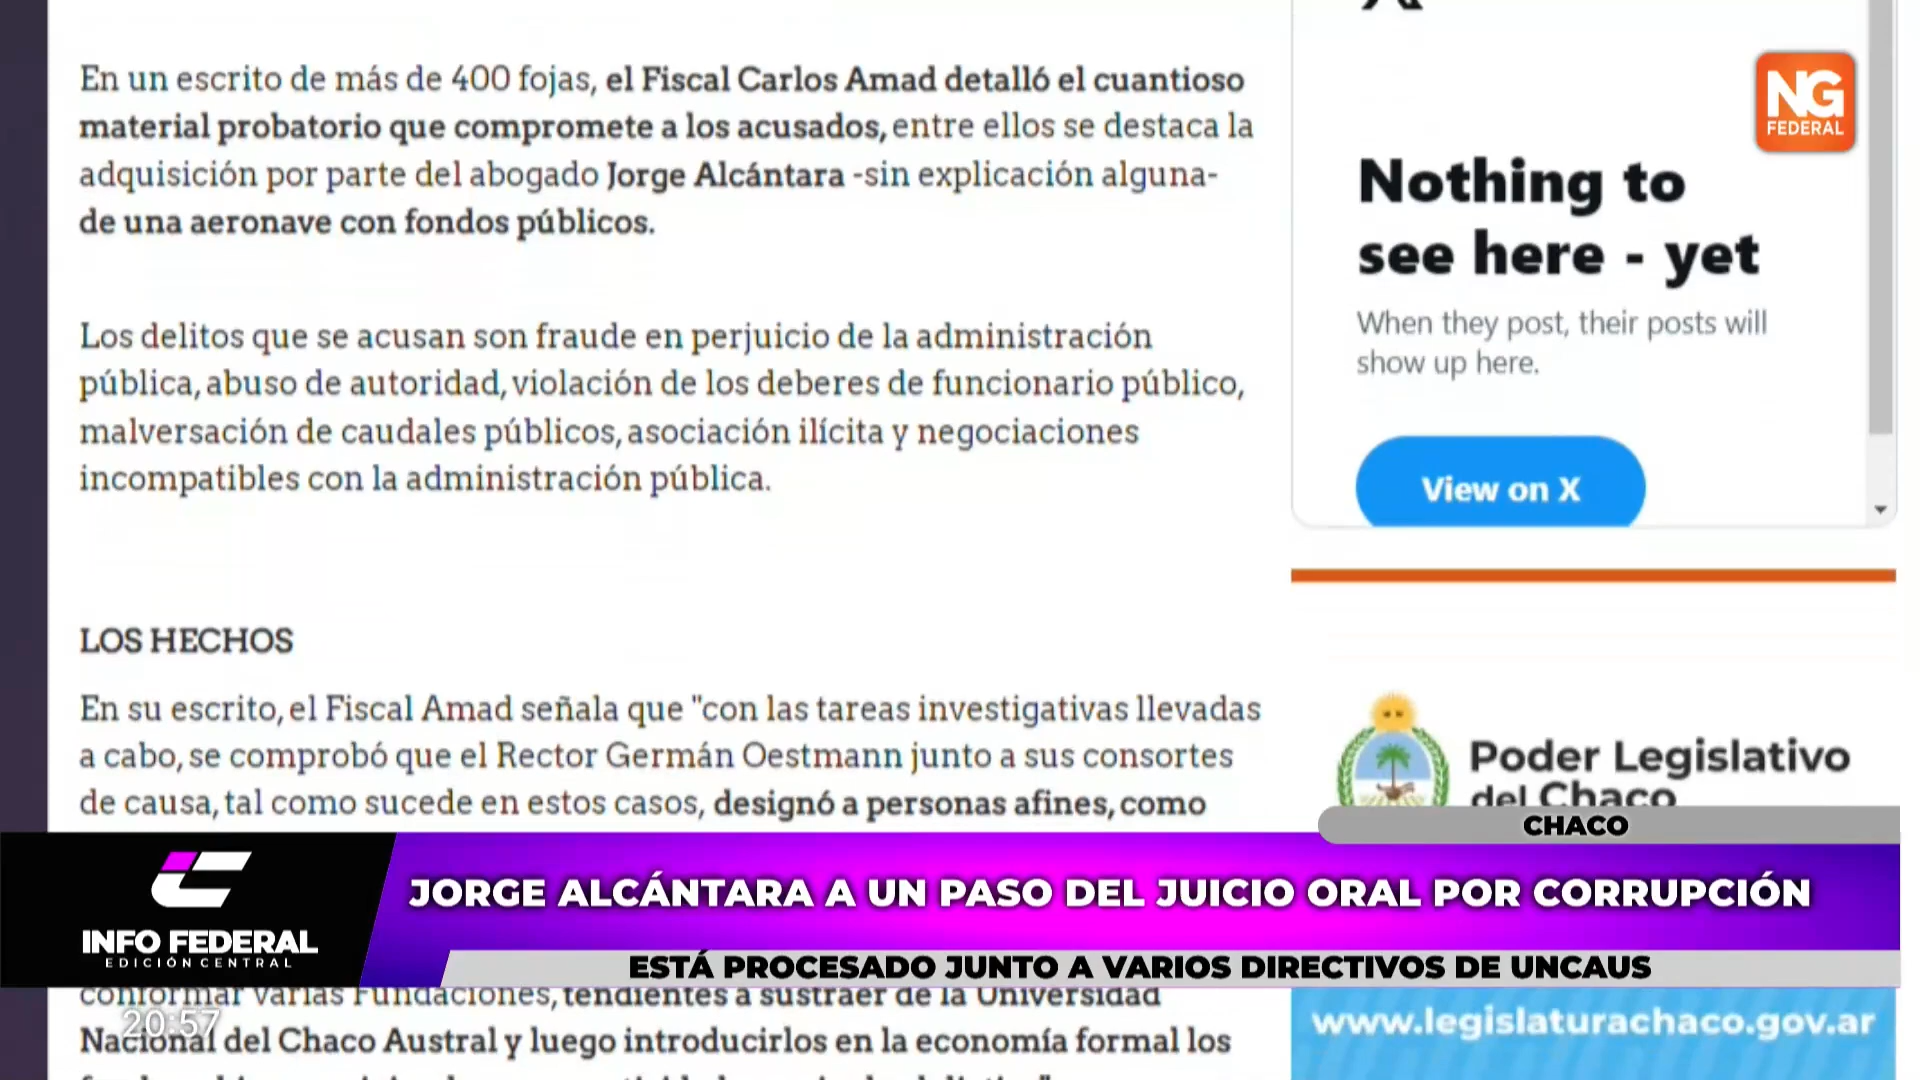 En un escrito de más de 400 fojas, el Fiscal Carlos Amad detalló el cuantioso
material probatorio que compromete a los acusados, entre ellos se destaca la
adquisición por parte del abogado Jorge Alcántara -sin explicación alguna-
de una aeronave con fondos públicos.
Los delitos que se acusan son fraude en perjuicio de la administración
pública, abuso de autoridad, violación de los deberes de funcionario público,
malversación de caudales públicos, asociación ilícita y negociaciones
incompatibles con la administración pública.
LOS HECHOS
En su escrito, el Fiscal Amad señala que "con las tareas investigativas llevadas
a cabo, se comprobó que el Rector Germán Oestmann junto a sus consortes
de causa, tal como sucede en estos casos, designó a personas afines, como
conformar varias Fundaciones, tendientes a sustraer de la Universidad
Nacional del Chaco Austral y luego introducirlos en la economía formal los
NG
FEDERAL
Nothing to
see here - yet
When they post, their posts will
show up here.
View on X
Poder Legislativo
del Chaco
CHACO
INFO FEDERAL
EDICIÓN CENTRAL
JORGE ALCÁNTARA A UN PASO DEL JUICIO ORAL POR CORRUPCIÓN
ESTÁ PROCESADO JUNTO A VARIOS DIRECTIVOS DE UNCAUS
20:57
www.legislaturachaco.gov.ar